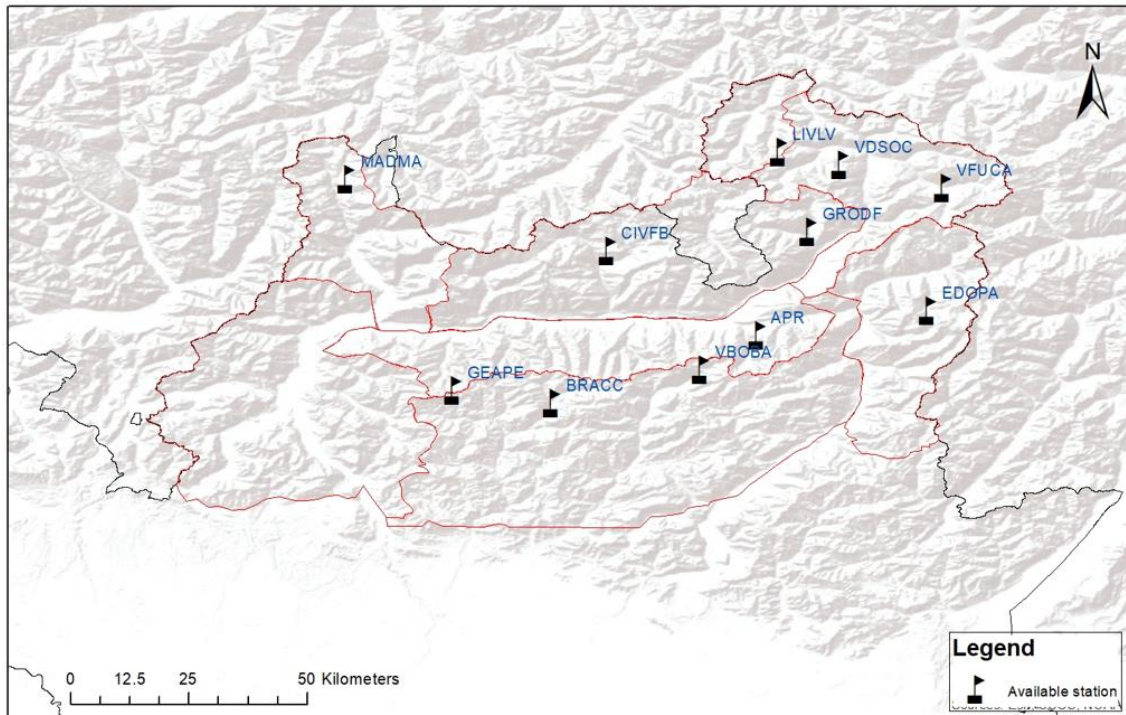 N
LIVLV
VDSOC
MADMA
VFUCA
GRODF
CIVFB
EDOPA
APR
VBOBA
GEAPE
BRACC
Legend
0 12.5 25 50 Kilometers
Available station